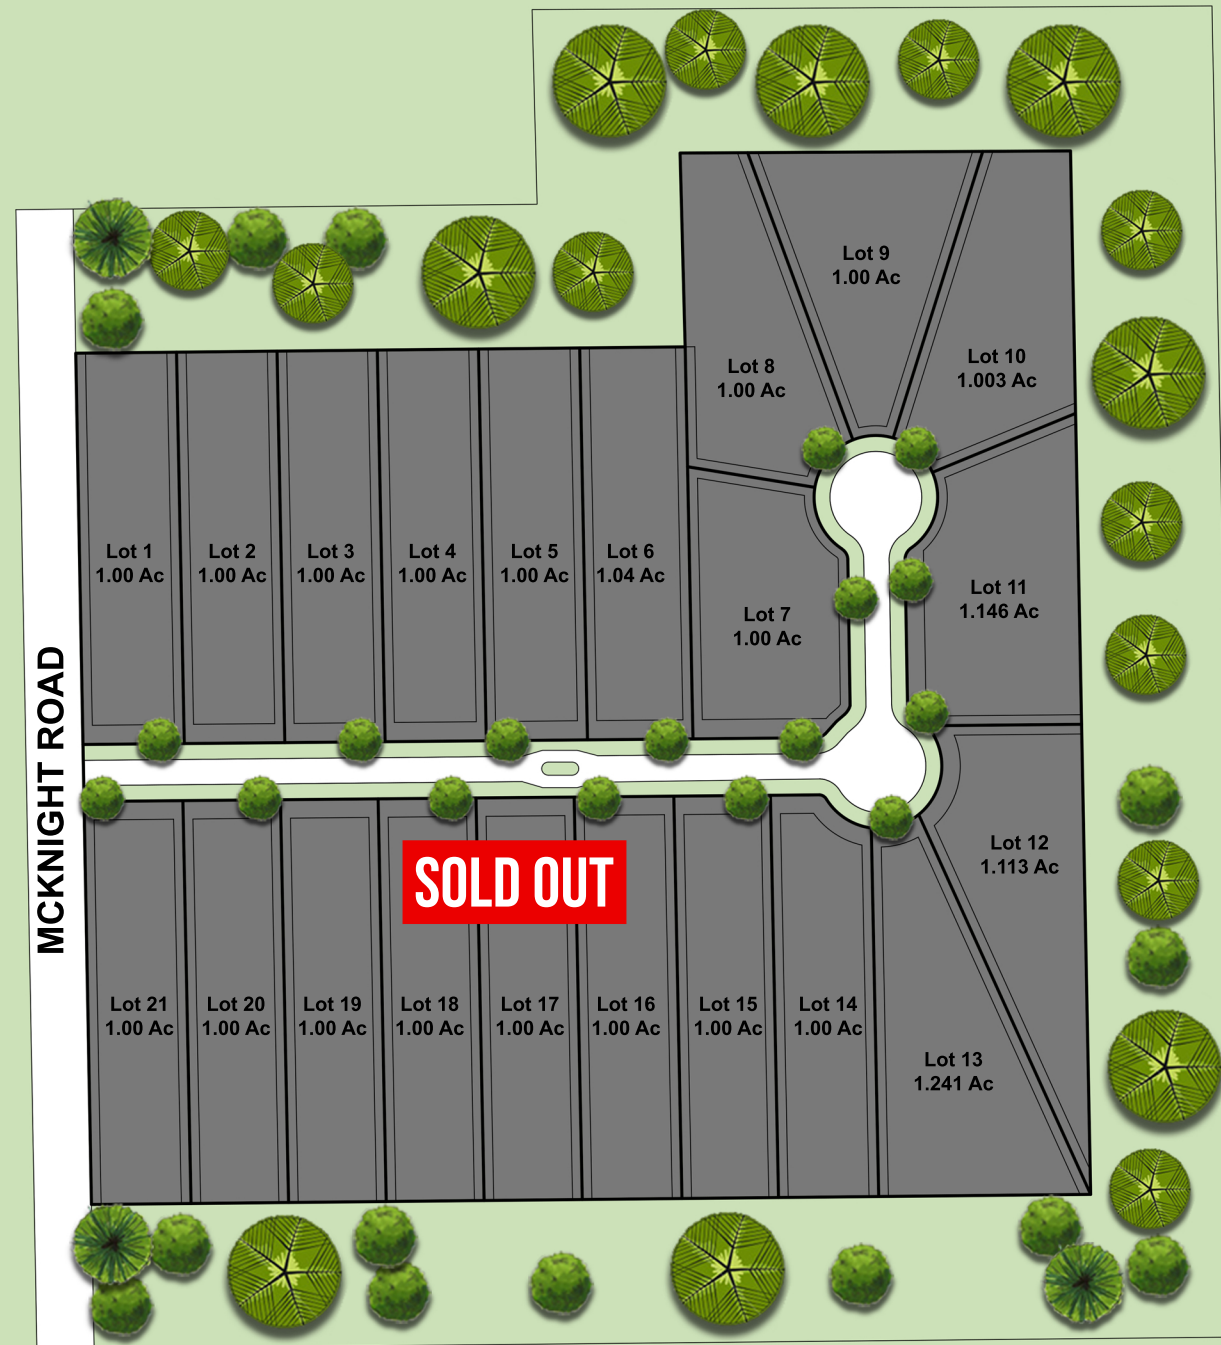 Lot 9
1.00 Ac
Lot 8
1.00 Ac
Lot 10
1.003 Ac
Lot 1
1.00 Ac
Lot 2
1.00 Ac
Lot 3
1.00 Ac
Lot 4
1.00 Ac
Lot 5
1.00 Ac
Lot 6
1.04 Ac
Lot 7
1.00 Ac
Lot 11
1.146 Ac
MCKNIGHT ROAD
SOLD OUT
Lot 12
1.113 Ac
Lot 21
1.00 Ac
Lot 20
1.00 Ac
Lot 19
1.00 Ac
Lot 18
1.00 Ac
Lot 17
1.00 Ac
Lot 16
1.00 Ac
Lot 15
1.00 Ac
Lot 14
1.00 Ac
Lot 13
1.241 Ac